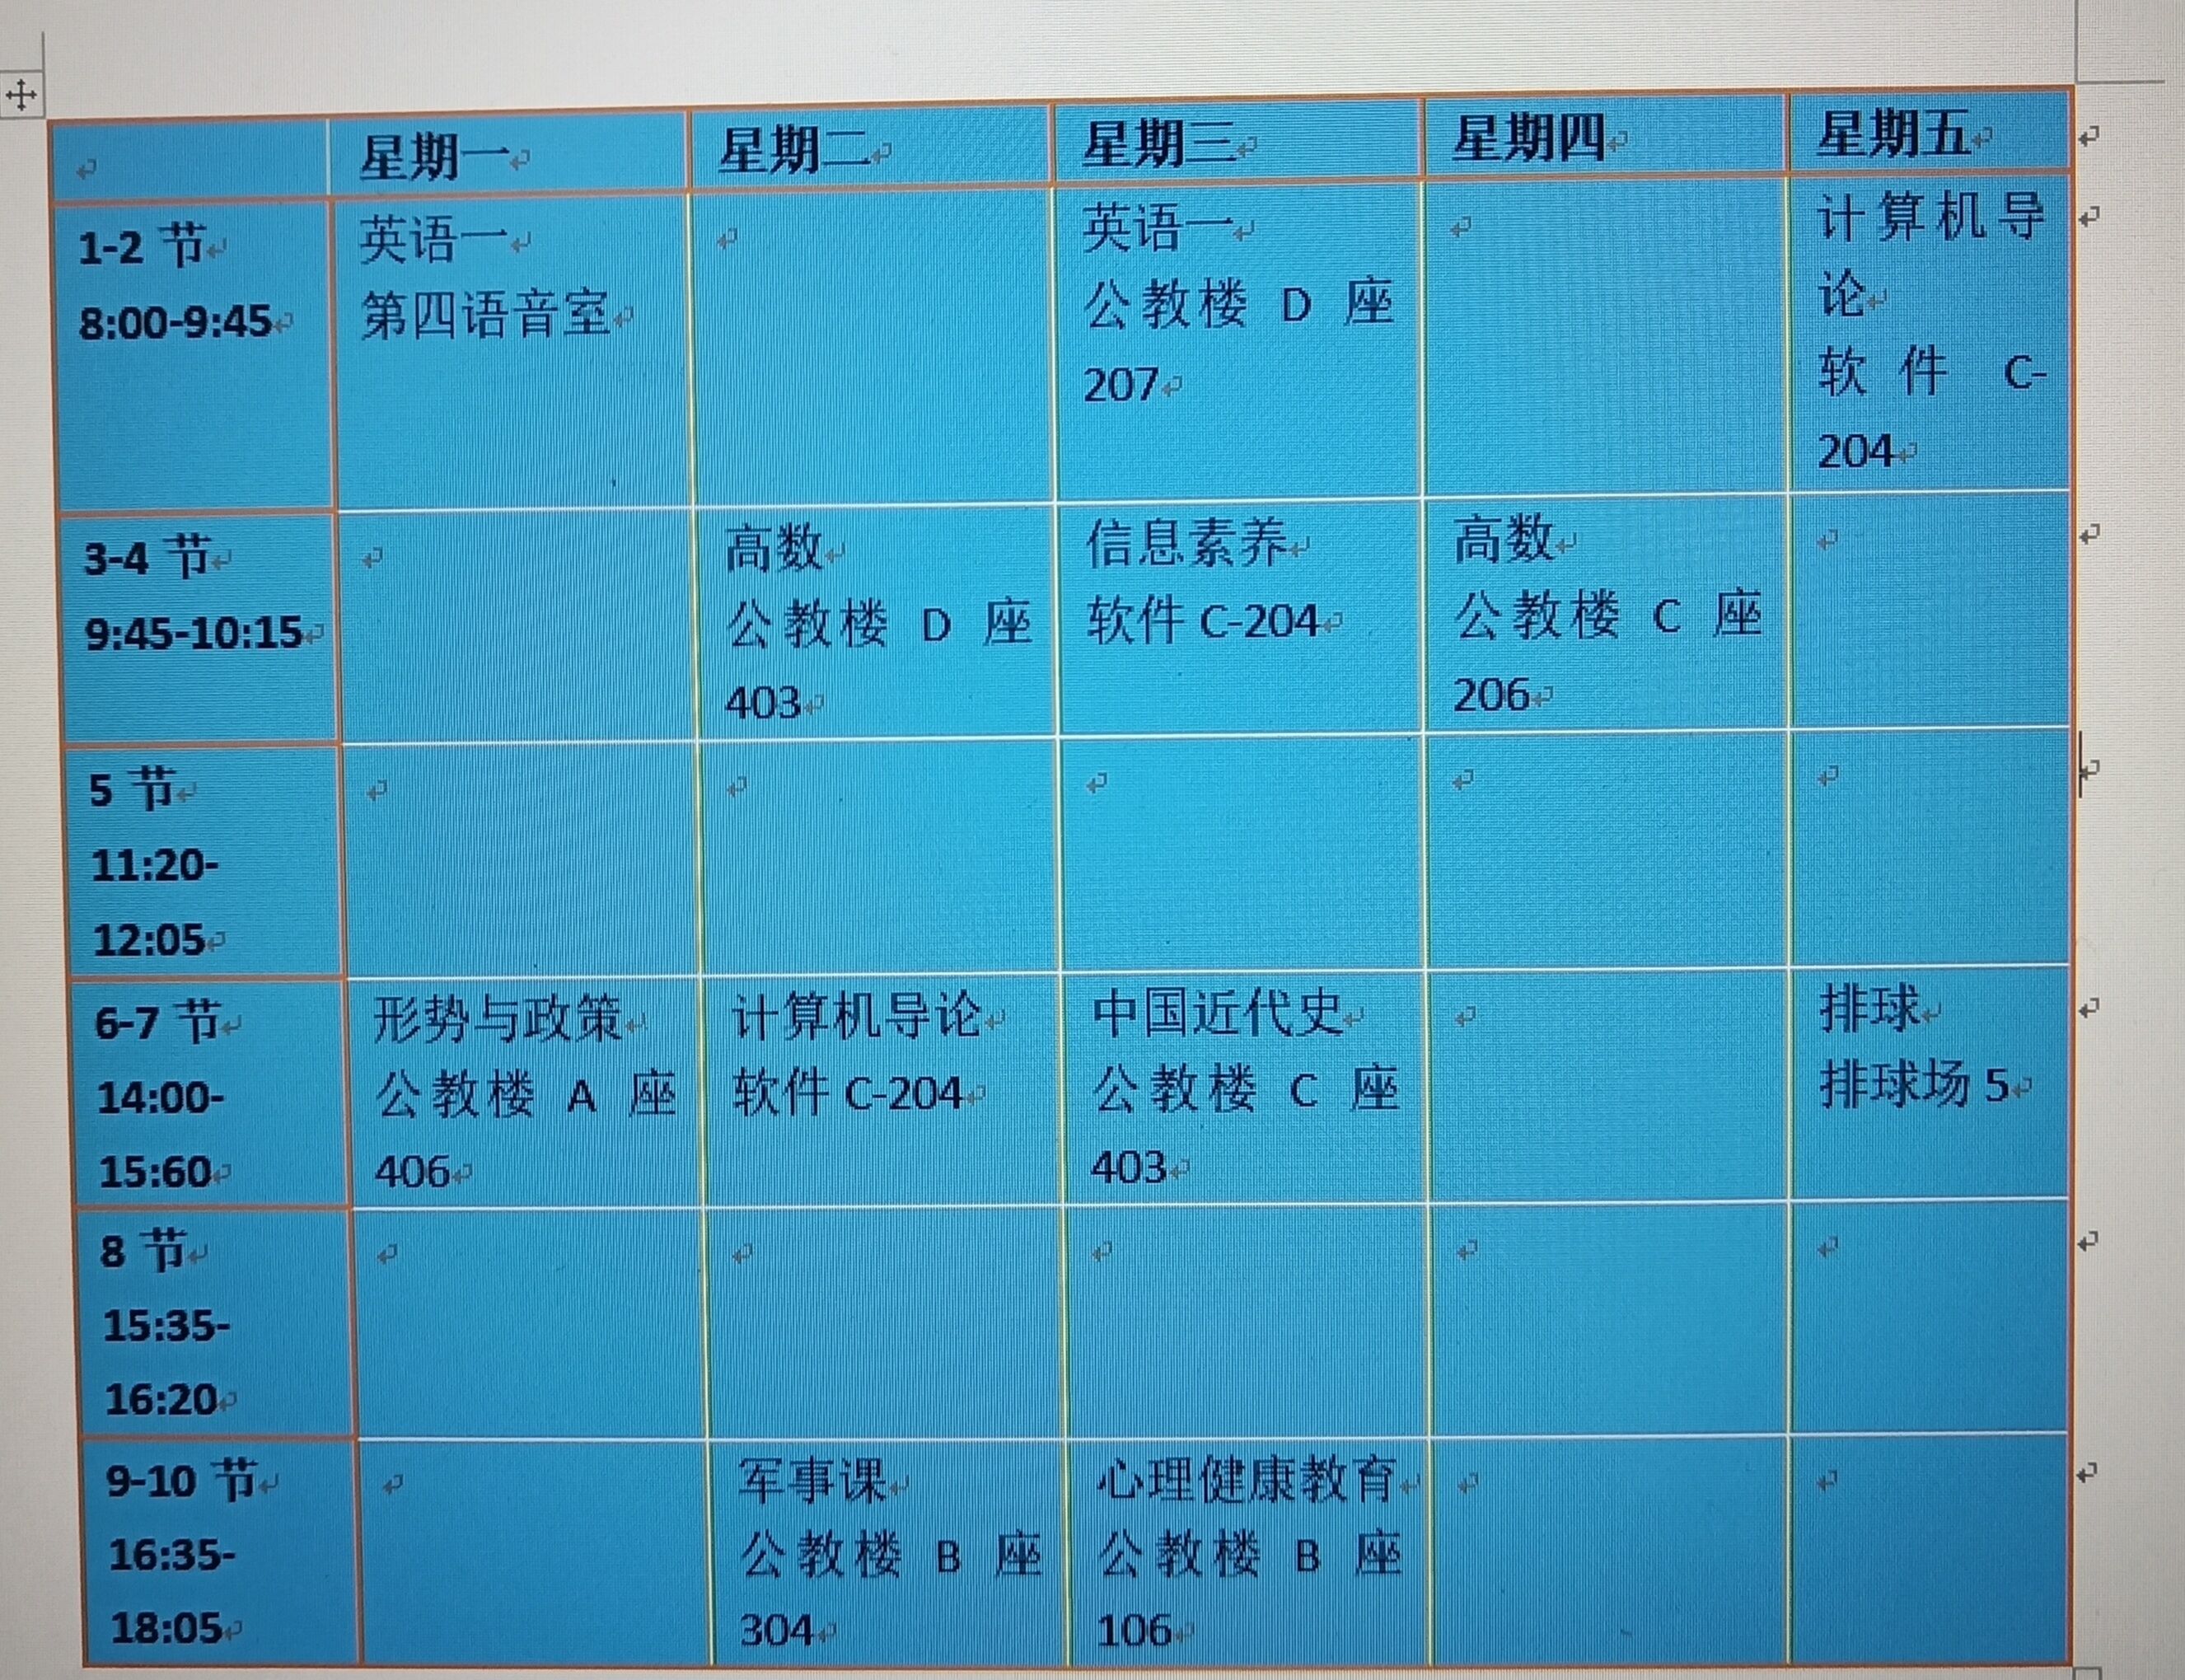 星期一
星期二
星期三
星期四
星期五
1-2 节
8:00-9:45
英语一
第四语音室
英语一
公教楼 D 座
207
计算机导
论
软件 C-
204
3-4 节
9:45-10:15
高数
公教楼 D 座
403
信息素养
软件 C-204
高数
公教楼 C 座
206
5 节
11:20-
12:05
6-7 节
14:00-
15:60
形势与政策
公教楼 A 座
406
计算机导论
软件 C-204
中国近代史
公教楼 C 座
403
排球
排球场 5
8 节
15:35-
16:20
9-10 节
16:35-
18:05
军事课
公教楼 B 座
304
心理健康教育
公教楼 B 座
106